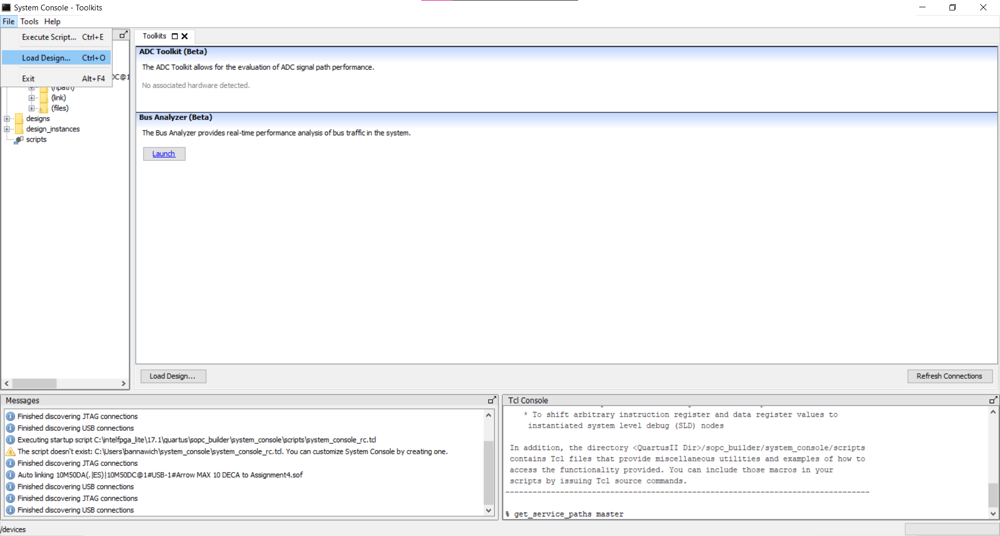 System Console - Toolkits
File Tools Help
Execute Script... Ctrl+E
Load Design... Ctrl+O
Exit Alt+F4
DC@1
(link)
(files)
designs
design_instances
scripts
Toolkits
ADC Toolkit (Beta)
The ADC Toolkit allows for the evaluation of ADC signal path performance.
No associated hardware detected.
Bus Analyzer (Beta)
The Bus Analyzer provides real-time performance analysis of bus traffic in the system.
Launch
Load Design...
Refresh Connections
Messages
Finished discovering JTAG connections
Finished discovering USB connections
Executing startup script C:\intelfpga_lite\17.1\quartus\sopc_builder\system_console\scripts\system_console_rc.tcl
The script doesn't exist: C:\Users\bannawich\system_console\system_console_rc.tcl. You can customize System Console by creating one.
Finished discovering JTAG connections
Auto linking 10M50DA(.|ES)|10M50DC@1#USB-1#Arrow MAX 10 DECA to Assignment4.sof
Finished discovering USB connections
Finished discovering JTAG connections
Finished discovering USB connections
Tcl Console
* To shift arbitrary instruction register and data register values to
instantiated system level debug (SLD) nodes
In addition, the directory <QuartusII Dir>/sopc_builder/system_console/scripts
contains Tcl files that provide miscellaneous utilities and examples of how to
access the functionality provided. You can include those macros in your
scripts by issuing Tcl source commands.
--------------------------------------------------------------------------------
% get_service_paths master
/devices